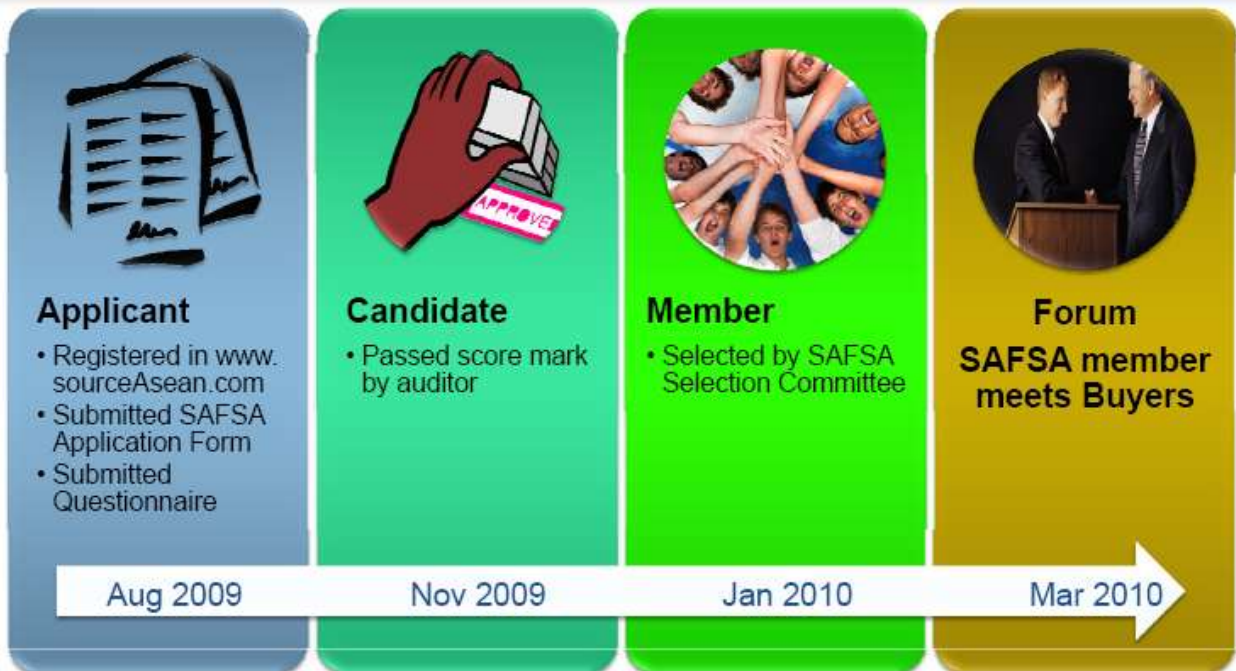 Applicant
• Registered in www.
sourceAsean.com
• Submitted SAFSA
Application Form
• Submitted
Questionnaire
APPROVE
Candidate
• Passed score mark
by auditor
Member
• Selected by SAFSA
Selection Committee
Forum
SAFSA member
meets Buyers
Aug 2009
Nov 2009
Jan 2010
Mar 2010